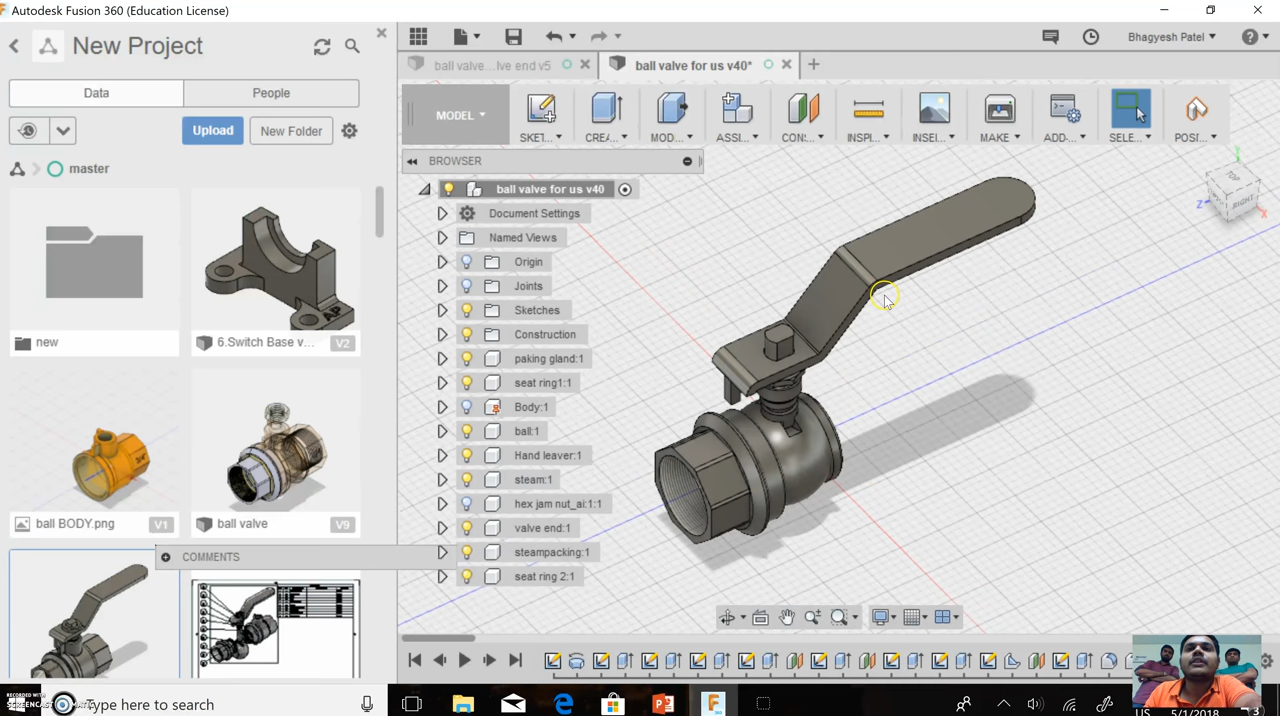 Autodesk Fusion 360 (Education License)
New Project
Data
People
Upload
New Folder
master
new
6.Switch Base v...
V2
AP
ball BODY.png
V1
ball valve
V9
COMMENTS
ball valve...lve end v5
ball valve for us v40*
Bhagyesh Patel
MODEL
SKET...
CREA...
MOD...
ASSI...
CON...
INSPI...
INSEI...
MAKE
ADD-...
SELE...
POSI...
BROWSER
ball valve for us v40
Document Settings
Named Views
Origin
Joints
Sketches
Construction
paking gland:1
seat ring1:1
Body:1
ball:1
Hand leaver:1
steam:1
hex jam nut_ai:1:1
valve end:1
steampacking:1
seat ring 2:1
TOP
RIGHT
Z
Y
X
RECORDED WITH
Type here to search
US
5/1/2018
3